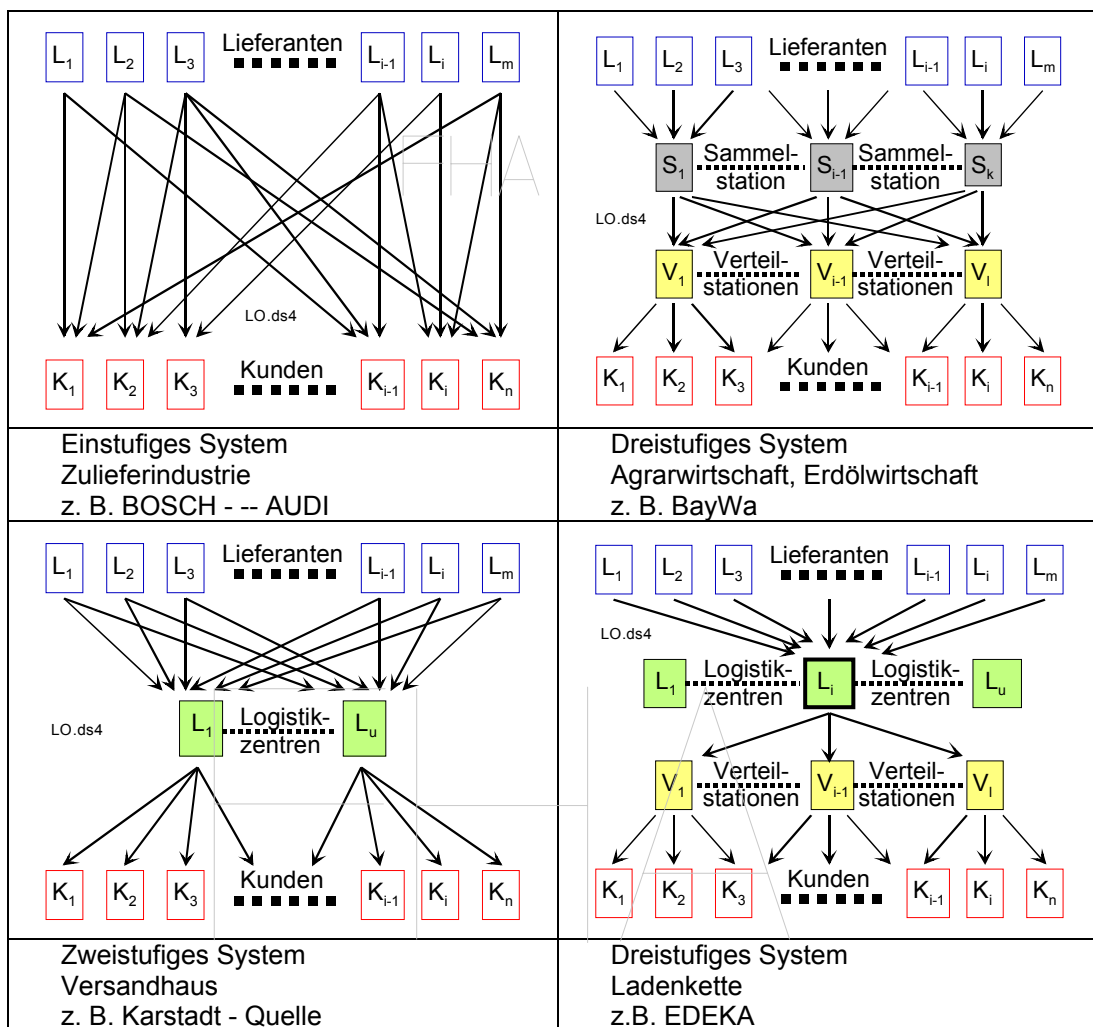 Lieferanten
L1 L2 L3 Li-1 Li Lm
FHA
LO.ds4
Kunden
K1 K2 K3 Ki-1 Ki Kn
Einstufiges System
Zulieferindustrie
z. B. BOSCH - -- AUDI
Lieferanten
L1 L2 L3 Li-1 Li Lm
S1 Sammel- Si-1 Sammel- Sk
station station
LO.ds4
V1 Verteil- Vi-1 Verteil- Vl
stationen stationen
Kunden
K1 K2 K3 Ki-1 Ki Kn
Dreistufiges System
Agrarwirtschaft, Erdölwirtschaft
z. B. BayWa
Lieferanten
L1 L2 L3 Li-1 Li Lm
LO.ds4
L1 Logistik- Lu
zentren
Kunden
K1 K2 K3 Ki-1 Ki Kn
Zweistufiges System
Versandhaus
z. B. Karstadt - Quelle
Lieferanten
L1 L2 L3 Li-1 Li Lm
LO.ds4
L1 Logistik- Li Logistik- Lu
zentren zentren
V1 Verteil- Vi-1 Verteil- Vl
stationen stationen
Kunden
K1 K2 K3 Ki-1 Ki Kn
Dreistufiges System
Ladenkette
z.B. EDEKA